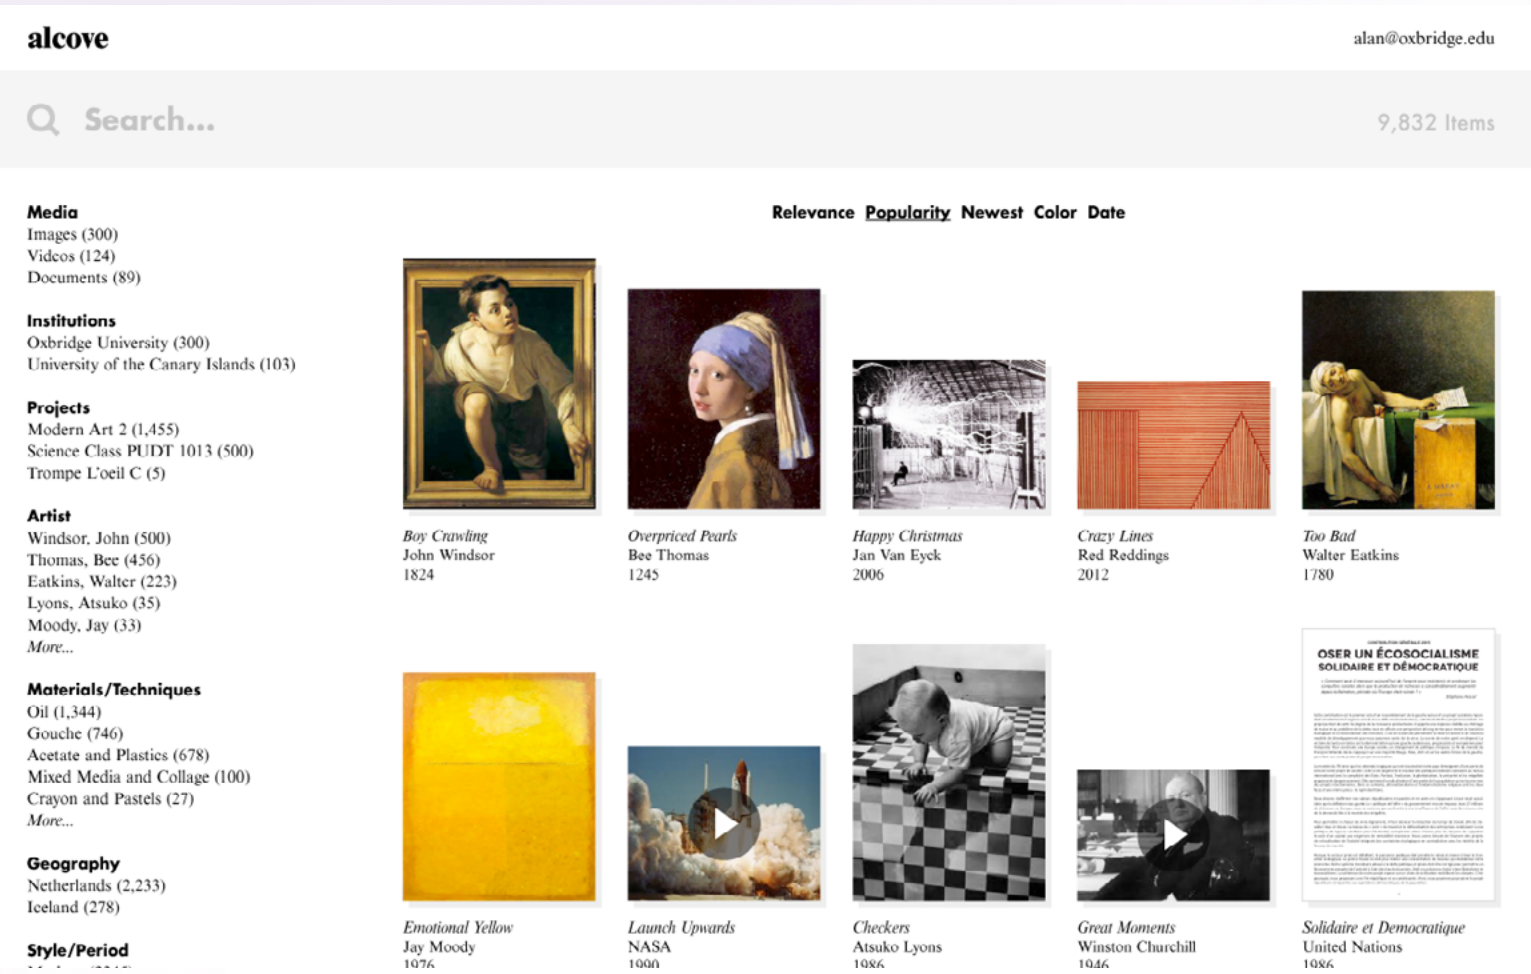 alcove
alan@oxbridge.edu
Search...
9,832 Items
Relevance Popularity Newest Color Date
Media
Images (300)
Videos (124)
Documents (89)
Institutions
Oxbridge University (300)
University of the Canary Islands (103)
Projects
Modern Art 2 (1,455)
Science Class PUDT 1013 (500)
Trompe L'oeil C (5)
Artist
Windsor, John (500)
Thomas, Bee (456)
Eatkins, Walter (223)
Lyons, Atsuko (35)
Moody, Jay (33)
More...
Materials/Techniques
Oil (1,344)
Gouche (746)
Acetate and Plastics (678)
Mixed Media and Collage (100)
Crayon and Pastels (27)
More...
Geography
Netherlands (2,233)
Iceland (278)
Style/Period
Boy Crawling
John Windsor
1824
Overpriced Pearls
Bee Thomas
1245
Happy Christmas
Jan Van Eyck
2006
Crazy Lines
Red Reddings
2012
Too Bad
Walter Eatkins
1780
OSER UN ÉCOSOCIALISME
SOLIDAIRE ET DÉMOCRATIQUE
Emotional Yellow
Jay Moody
1976
Launch Upwards
NASA
1990
Checkers
Atsuko Lyons
1986
Great Moments
Winston Churchill
1946
Solidaire et Democratique
United Nations
1986